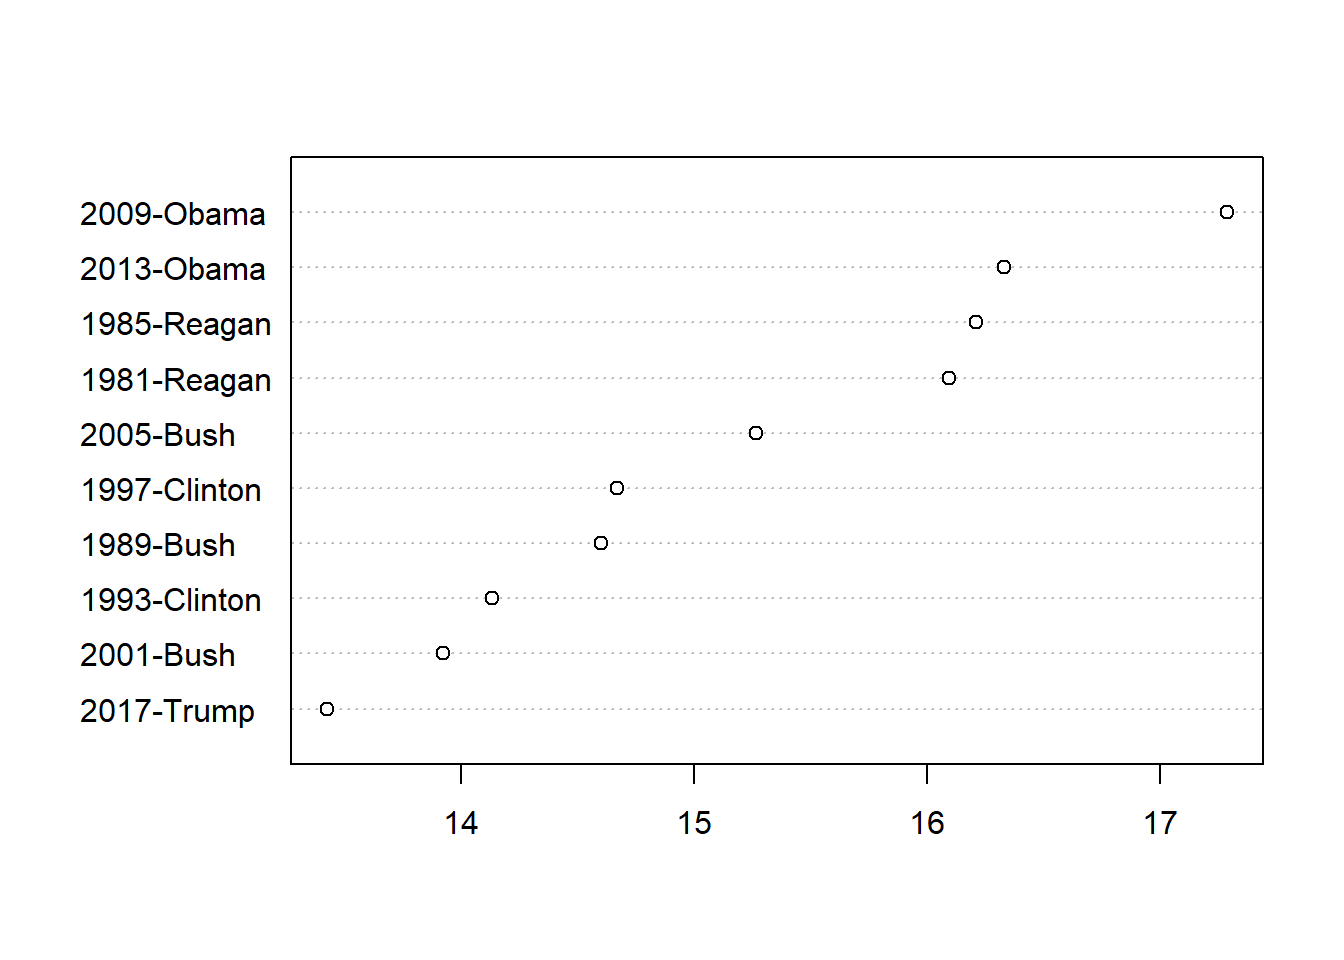 2009-Obama
2013-Obama
1985-Reagan
1981-Reagan
2005-Bush
1997-Clinton
1989-Bush
1993-Clinton
2001-Bush
2017-Trump
14 15 16 17